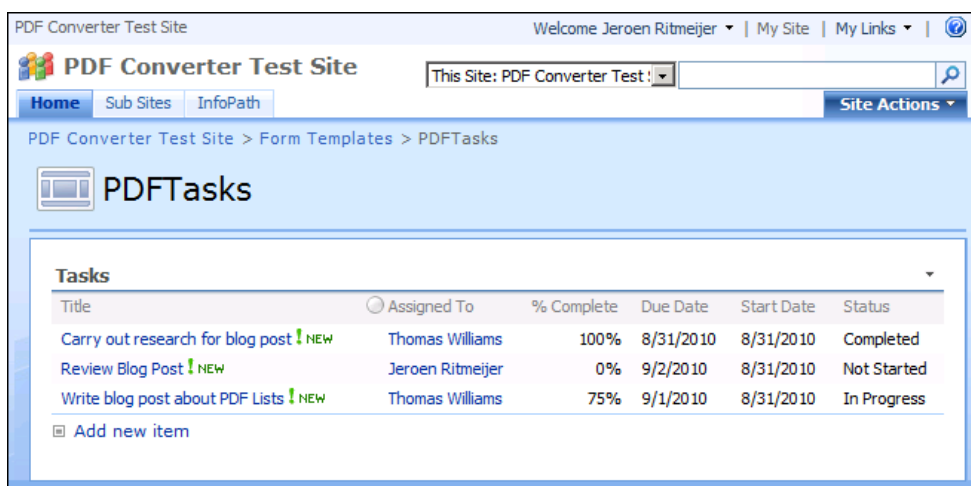 PDF Converter Test Site Welcome Jeroen Ritmeijer | My Site | My Links |
PDF Converter Test Site This Site: PDF Converter Test S
Home Sub Sites InfoPath Site Actions
PDF Converter Test Site > Form Templates > PDFTasks
PDFTasks
Tasks
Title Assigned To % Complete Due Date Start Date Status
Carry out research for blog post ! NEW Thomas Williams 100% 8/31/2010 8/31/2010 Completed
Review Blog Post ! NEW Jeroen Ritmeijer 0% 9/2/2010 8/31/2010 Not Started
Write blog post about PDF Lists ! NEW Thomas Williams 75% 9/1/2010 8/31/2010 In Progress
Add new item